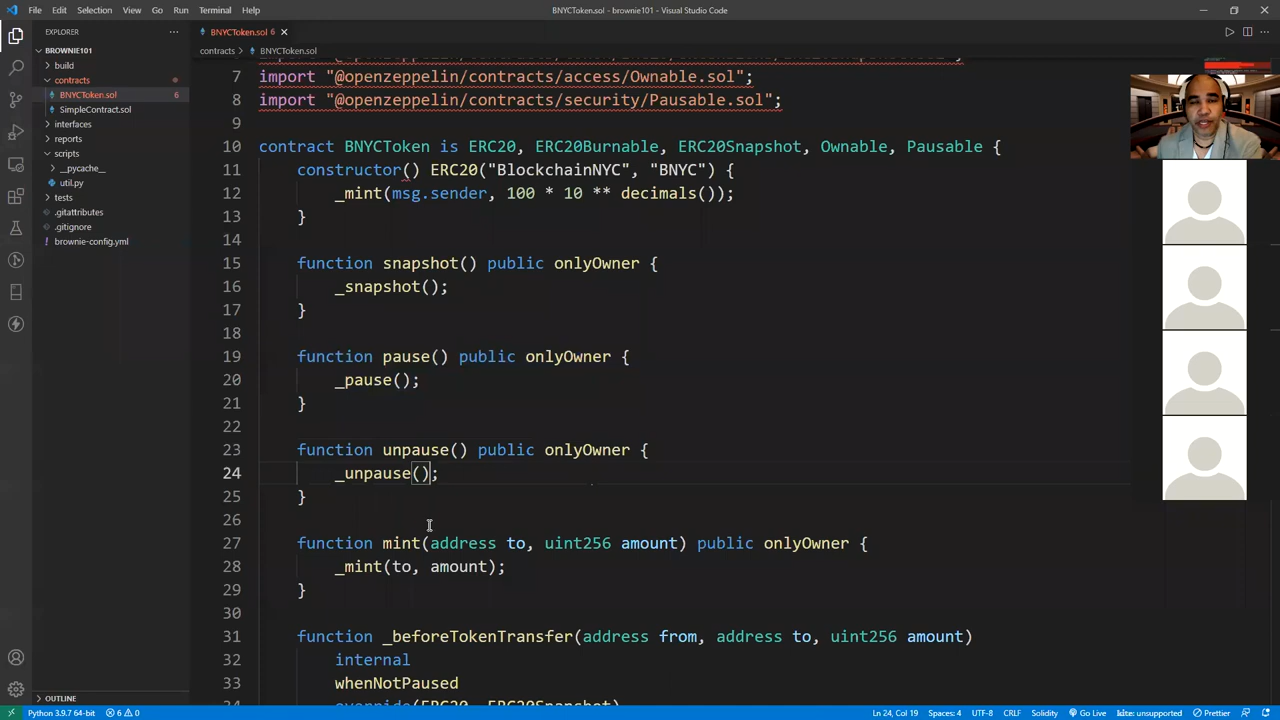 File Edit Selection View Go Run Terminal Help
BNYCToken.sol - brownie101 - Visual Studio Code
EXPLORER
BROWNIE101
build
contracts
BNYCToken.sol 6
SimpleContract.sol
interfaces
reports
scripts
__pycache__
util.py
tests
.gitattributes
.gitignore
brownie-config.yml
OUTLINE
BNYCToken.sol 6
contracts > BNYCToken.sol
7 import "@openzeppelin/contracts/access/Ownable.sol";
8 import "@openzeppelin/contracts/security/Pausable.sol";
9
10 contract BNYCToken is ERC20, ERC20Burnable, ERC20Snapshot, Ownable, Pausable {
11 constructor() ERC20("BlockchainNYC", "BNYC") {
12 _mint(msg.sender, 100 * 10 ** decimals());
13 }
14
15 function snapshot() public onlyOwner {
16 _snapshot();
17 }
18
19 function pause() public onlyOwner {
20 _pause();
21 }
22
23 function unpause() public onlyOwner {
24 _unpause();
25 }
26
27 function mint(address to, uint256 amount) public onlyOwner {
28 _mint(to, amount);
29 }
30
31 function _beforeTokenTransfer(address from, address to, uint256 amount)
32 internal
33 whenNotPaused
34 override(ERC20, ERC20Snapshot)
Python 3.9.7 64-bit 6 0
Ln 24, Col 19 Spaces: 4 UTF-8 CRLF Solidity Go Live unsupported Prettier